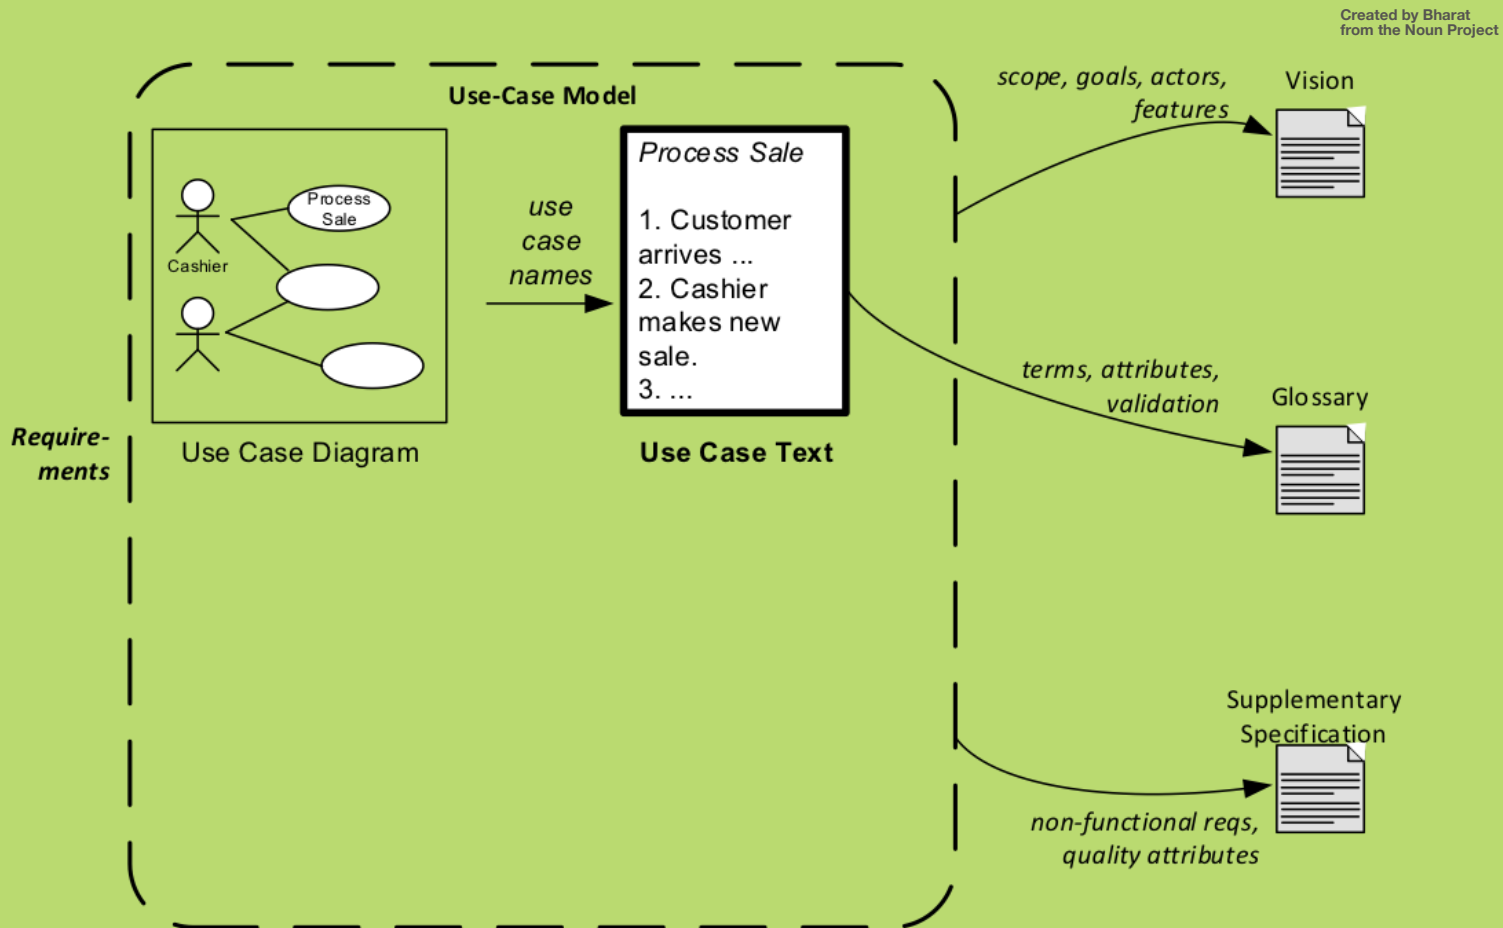 Created by Bharat
from the Noun Project
Use-Case Model
Process
Sale
Cashier
Use Case Diagram
use
case
names
Process Sale
1. Customer
arrives ...
2. Cashier
makes new
sale.
3. ...
Use Case Text
Require-
ments
scope, goals, actors,
features
Vision
terms, attributes,
validation
Glossary
Supplementary
Specification
non-functional reqs,
quality attributes